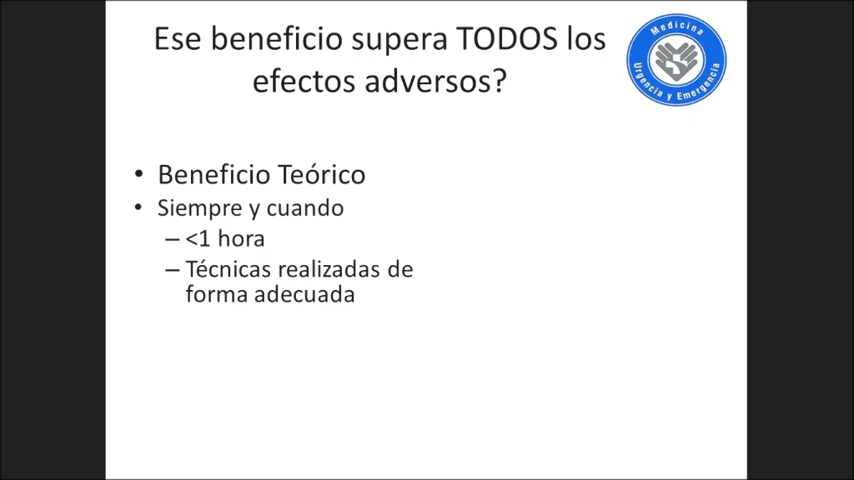 Ese beneficio supera TODOS los
efectos adversos?
Medicina
Urgencia y Emergencia
• Beneficio Teórico
• Siempre y cuando
– <1 hora
– Técnicas realizadas de
forma adecuada